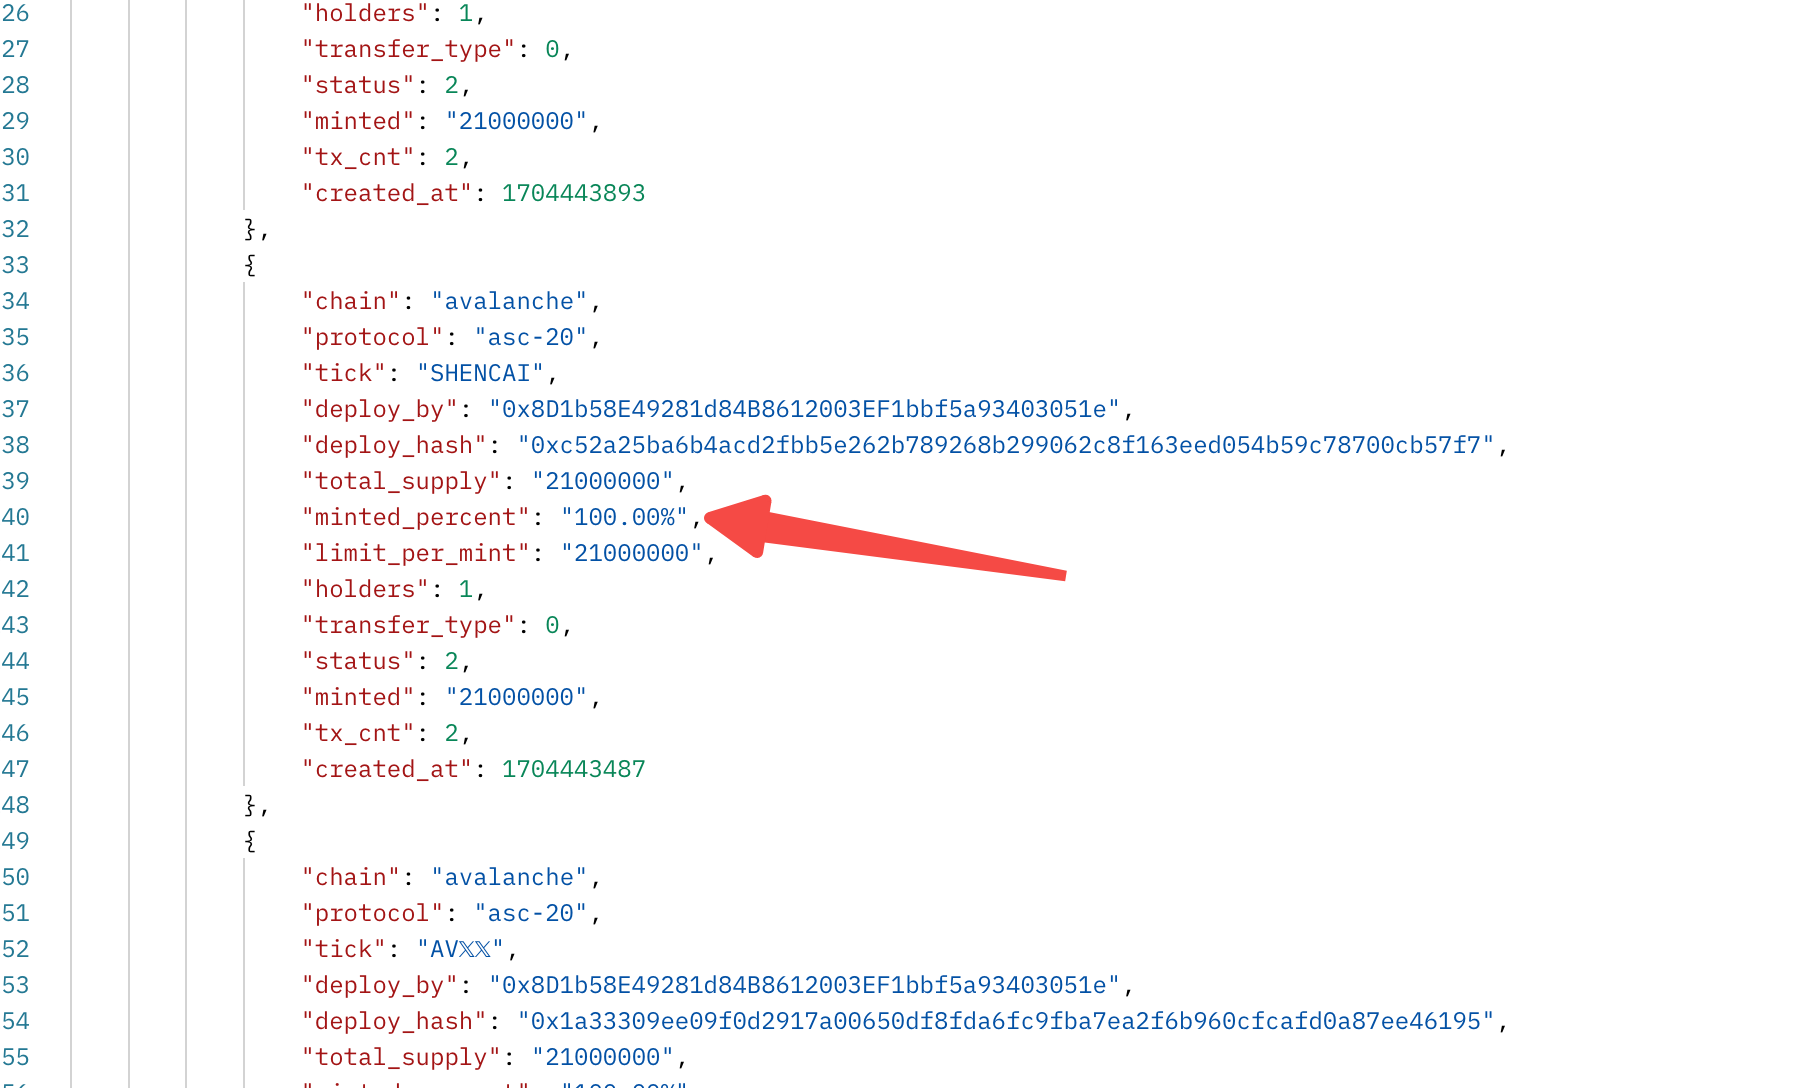 26 "holders": 1,
27 "transfer_type": 0,
28 "status": 2,
29 "minted": "21000000",
30 "tx_cnt": 2,
31 "created_at": 1704443893
32 },
33 {
34 "chain": "avalanche",
35 "protocol": "asc-20",
36 "tick": "SHENCAI",
37 "deploy_by": "0x8D1b58E49281d84B8612003EF1bbf5a93403051e",
38 "deploy_hash": "0xc52a25ba6b4acd2fbb5e262b789268b299062c8f163eed054b59c78700cb57f7",
39 "total_supply": "21000000",
40 "minted_percent": "100.00%",
41 "limit_per_mint": "21000000",
42 "holders": 1,
43 "transfer_type": 0,
44 "status": 2,
45 "minted": "21000000",
46 "tx_cnt": 2,
47 "created_at": 1704443487
48 },
49 {
50 "chain": "avalanche",
51 "protocol": "asc-20",
52 "tick": "AV𝕏𝕏",
53 "deploy_by": "0x8D1b58E49281d84B8612003EF1bbf5a93403051e",
54 "deploy_hash": "0x1a33309ee09f0d2917a00650df8fda6fc9fba7ea2f6b960cfcafd0a87ee46195",
55 "total_supply": "21000000",